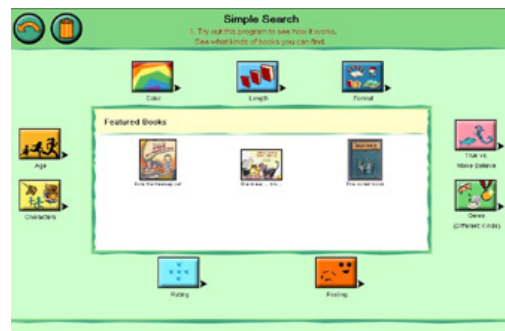 Simple Search
1. Try out this program to see how it works.
See what kinds of books you can find.
Color
Length
Format
Featured Books
Age
True vs.
Make Believe
Characters
Genre
(Different Kinds)
Rating
Feeling